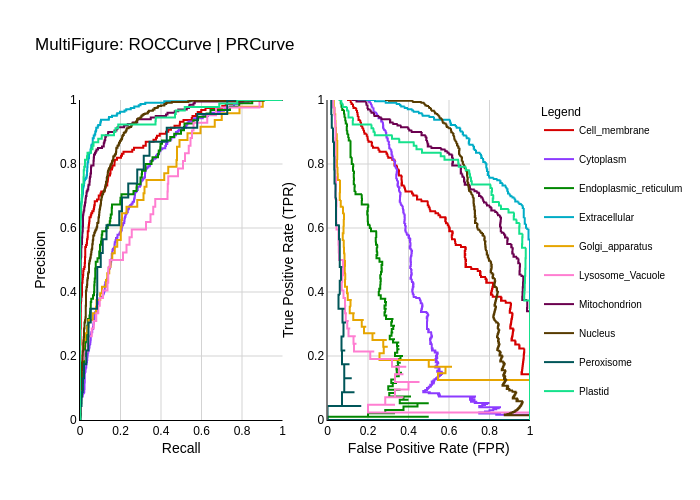 MultiFigure: ROCCurve | PRCurve
Precision
1
0.8
0.6
0.4
0.2
0
0 0.2 0.4 0.6 0.8 1
Recall
True Positive Rate (TPR)
1
0.8
0.6
0.4
0.2
0
0 0.2 0.4 0.6 0.8 1
False Positive Rate (FPR)
Legend
Cell_membrane
Cytoplasm
Endoplasmic_reticulum
Extracellular
Golgi_apparatus
Lysosome_Vacuole
Mitochondrion
Nucleus
Peroxisome
Plastid